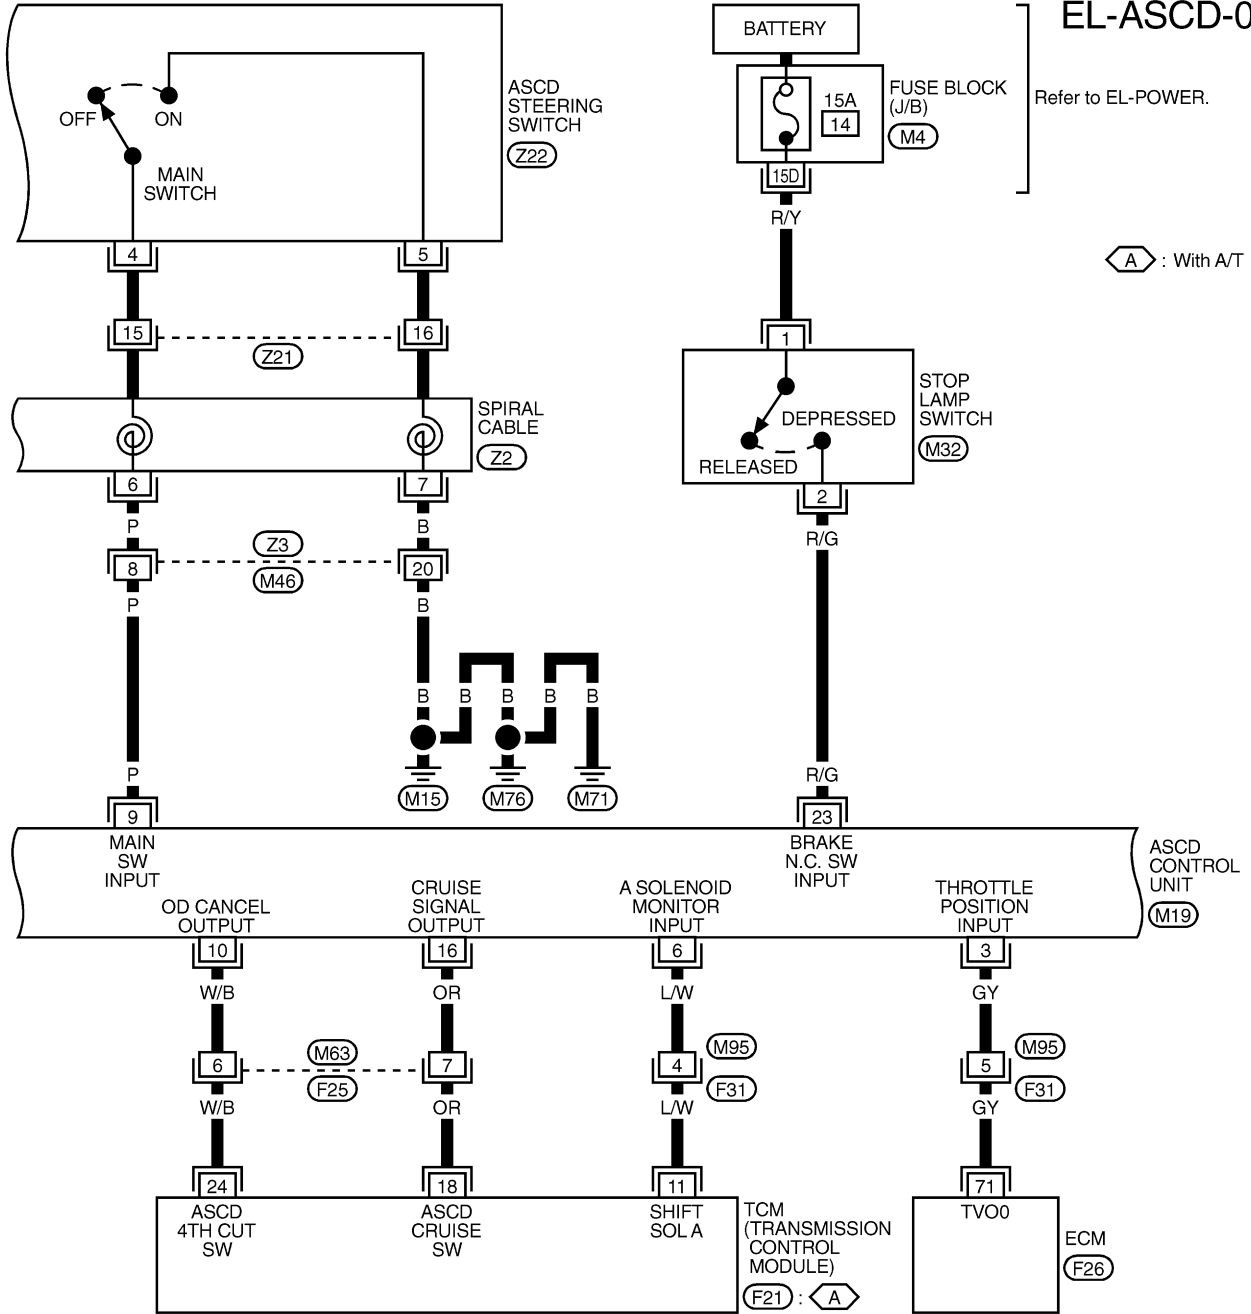 EL-ASCD-0
BATTERY
FUSE BLOCK
(J/B)
M4
15A
14
15D
Refer to EL-POWER.
R/Y
A : With A/T
OFF
ON
MAIN
SWITCH
ASCD
STEERING
SWITCH
Z22
4
5
15
16
Z21
SPIRAL
CABLE
Z2
6
7
P
B
Z3
8
20
M46
P
B
1
DEPRESSED
RELEASED
STOP
LAMP
SWITCH
M32
2
R/G
B
B
B
B
B
M15
M76
M71
P
R/G
9
23
MAIN
SW
INPUT
BRAKE
N.C. SW
INPUT
ASCD
CONTROL
UNIT
M19
OD CANCEL
OUTPUT
CRUISE
SIGNAL
OUTPUT
A SOLENOID
MONITOR
INPUT
THROTTLE
POSITION
INPUT
10
16
6
3
W/B
OR
L/W
GY
6
M63
F25
7
4
M95
F31
5
M95
F31
W/B
OR
L/W
GY
24
18
11
71
ASCD
4TH CUT
SW
ASCD
CRUISE
SW
SHIFT
SOL A
TCM
(TRANSMISSION
CONTROL
MODULE)
F21 : A
TVO0
ECM
F26